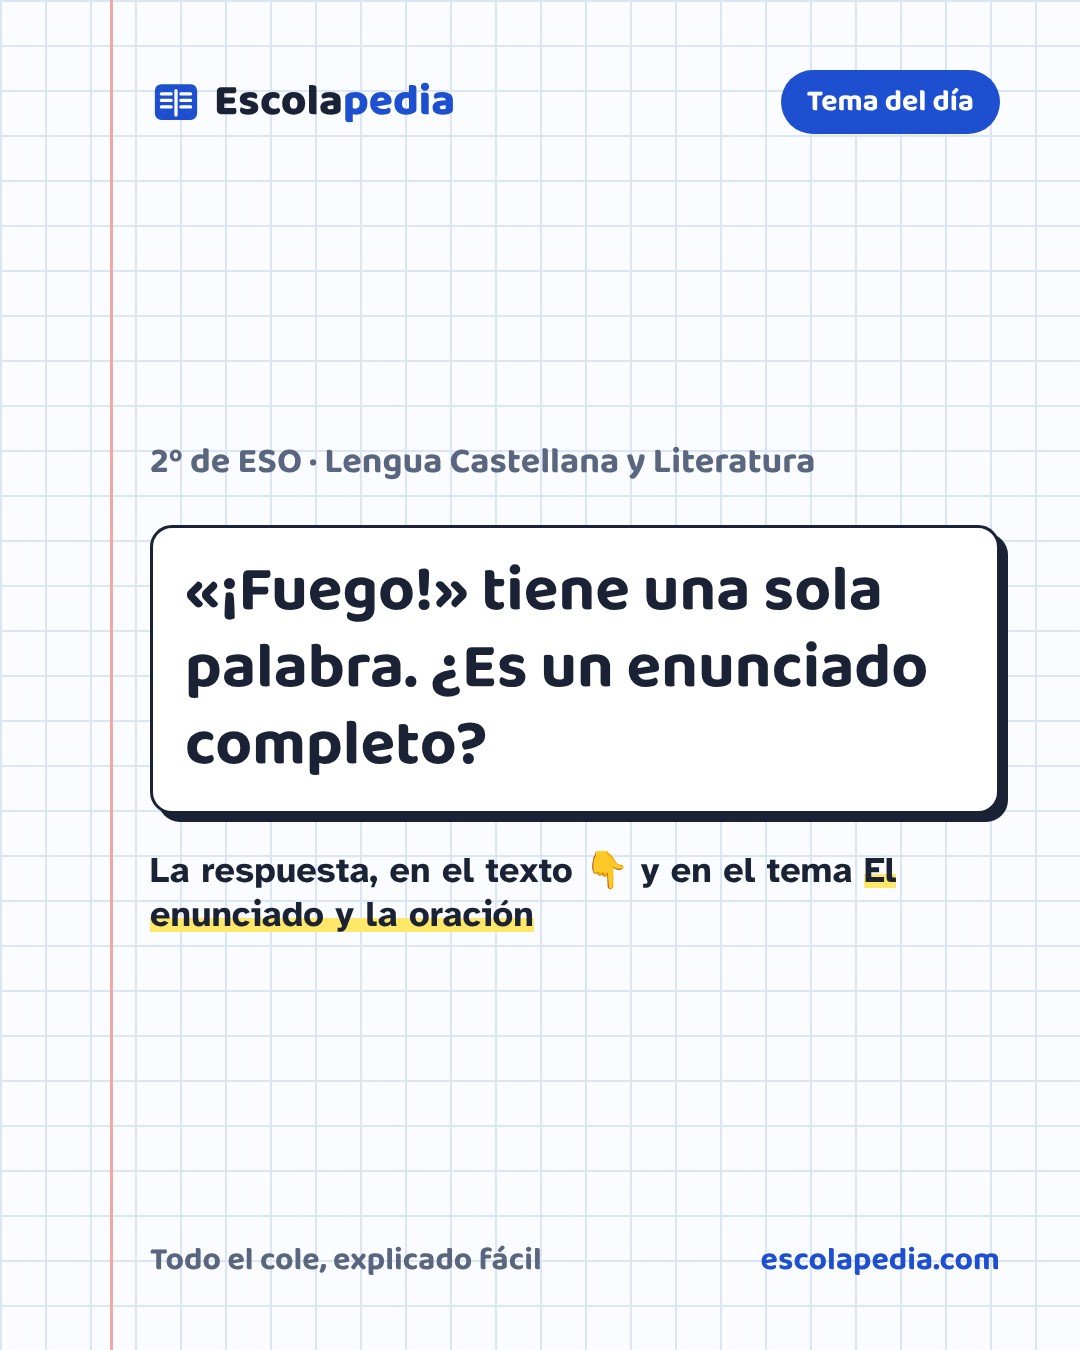 Escolapedia
Tema del día
2º de ESO · Lengua Castellana y Literatura
«¡Fuego!» tiene una sola
palabra. ¿Es un enunciado
completo?
La respuesta, en el texto 👇 y en el tema El
enunciado y la oración
Todo el cole, explicado fácil
escolapedia.com